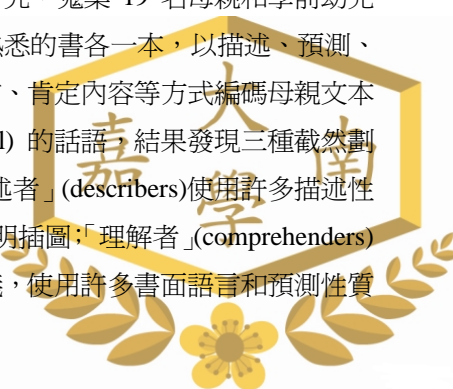 究，蒐集 19 名母親和學前幼兒
熟悉的書各一本，以描述、預測、
、肯定內容等方式編碼母親文本
l) 的話語，結果發現三種截然劃
述者」(describers)使用許多描述性
明插圖；「理解者」(comprehenders)
，使用許多書面語言和預測性質
嘉
大
學
南